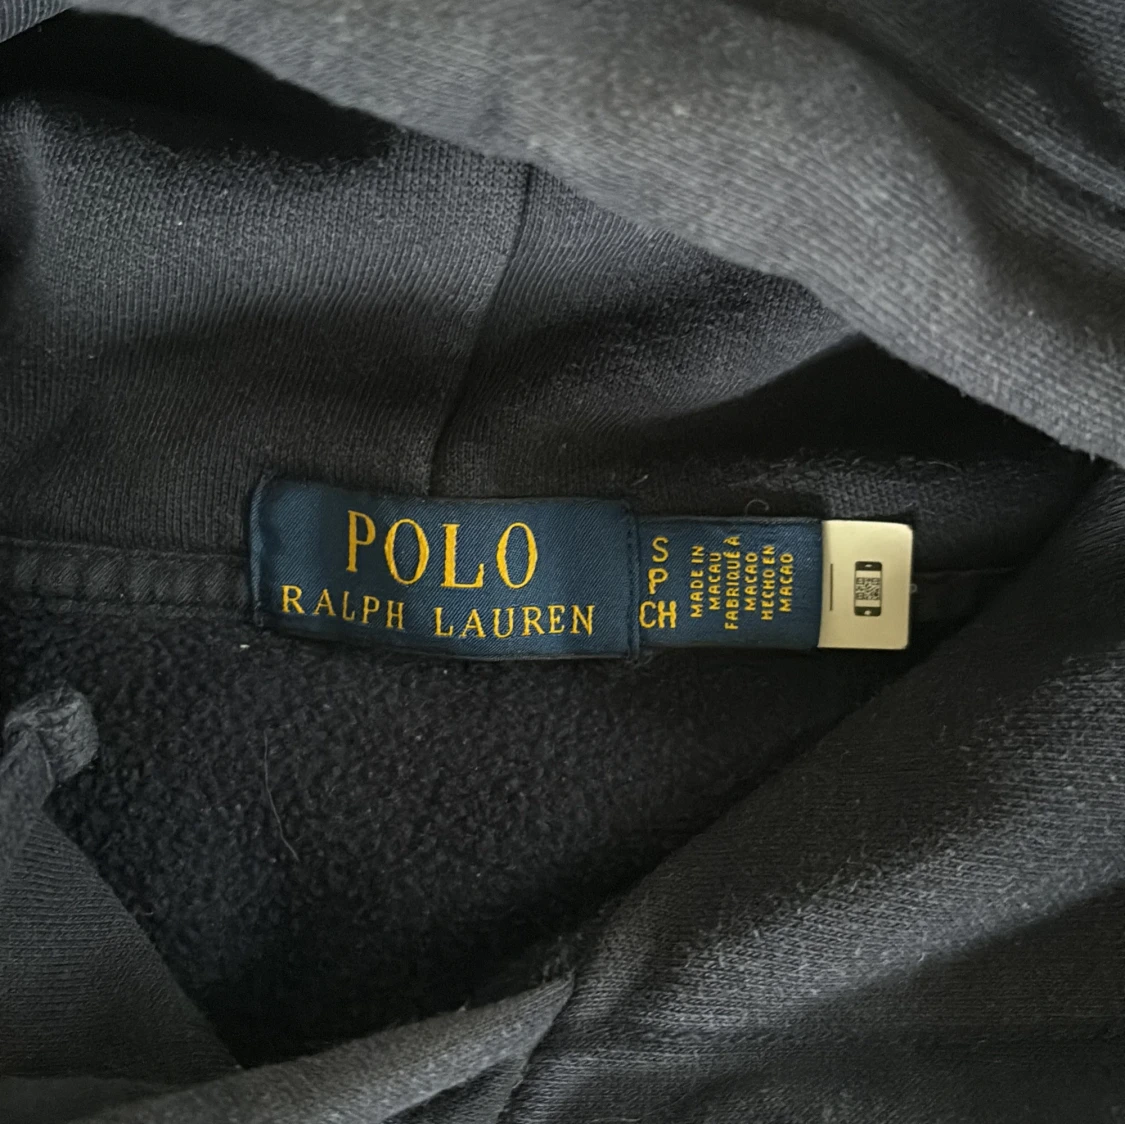 POLO
RALPH LAUREN
S
P
CH
MADE IN
MACAU
FABRIQUÉ À
MACAO
HECHO EN
MACAO